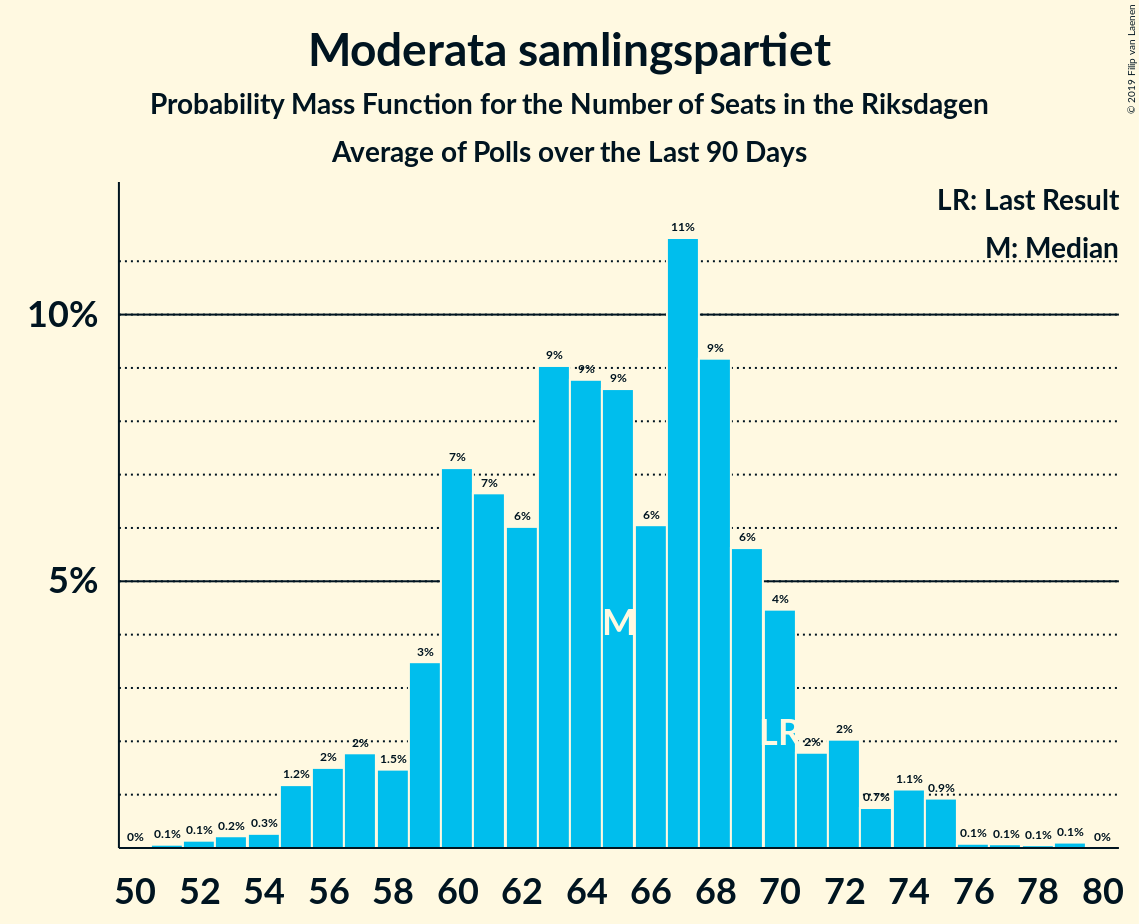 Moderata samlingspartiet
Probability Mass Function for the Number of Seats in the Riksdagen
Average of Polls over the Last 90 Days
© 2019 Filip van Laenen
LR: Last Result
M: Median
10%
5%
0% 0.1% 0.1% 0.2% 0.3% 1.2% 2% 2% 1.5% 3% 7% 7% 6% 9% 9% 9% 6% 11% 9% 6% 4% 2% 2% 0.7% 1.1% 0.9% 0.1% 0.1% 0.1% 0.1% 0%
M
LR
50 52 54 56 58 60 62 64 66 68 70 72 74 76 78 80